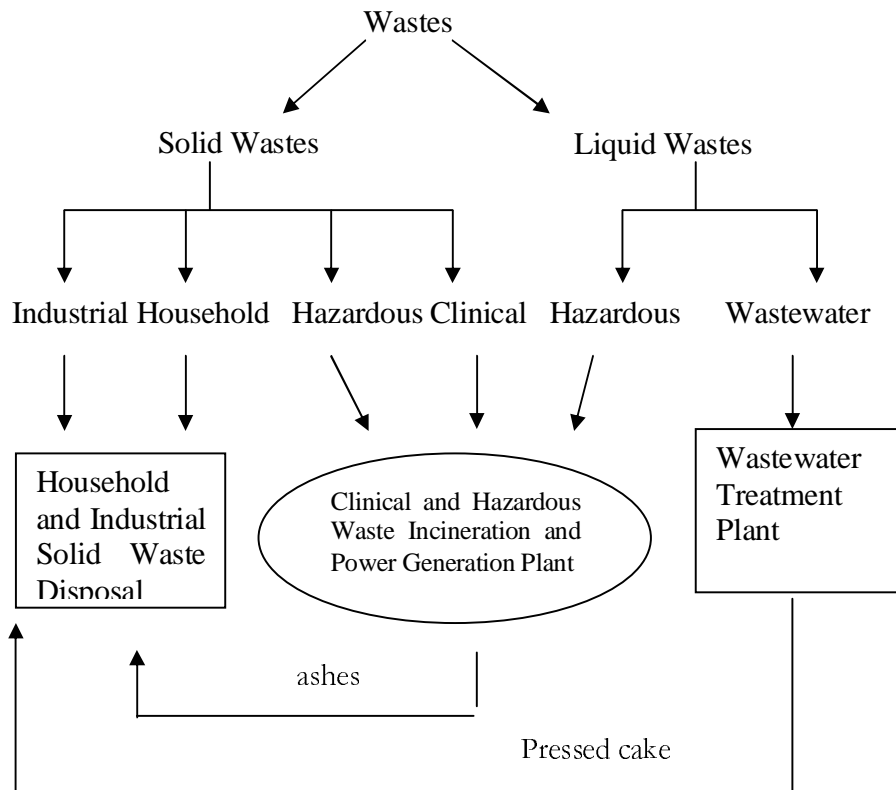 Wastes
Solid Wastes
Liquid Wastes
Industrial
Household
Hazardous
Clinical
Hazardous
Wastewater
Household
and Industrial
Solid Waste
Disposal
Clinical and Hazardous
Waste Incineration and
Power Generation Plant
Wastewater
Treatment
Plant
ashes
Pressed cake